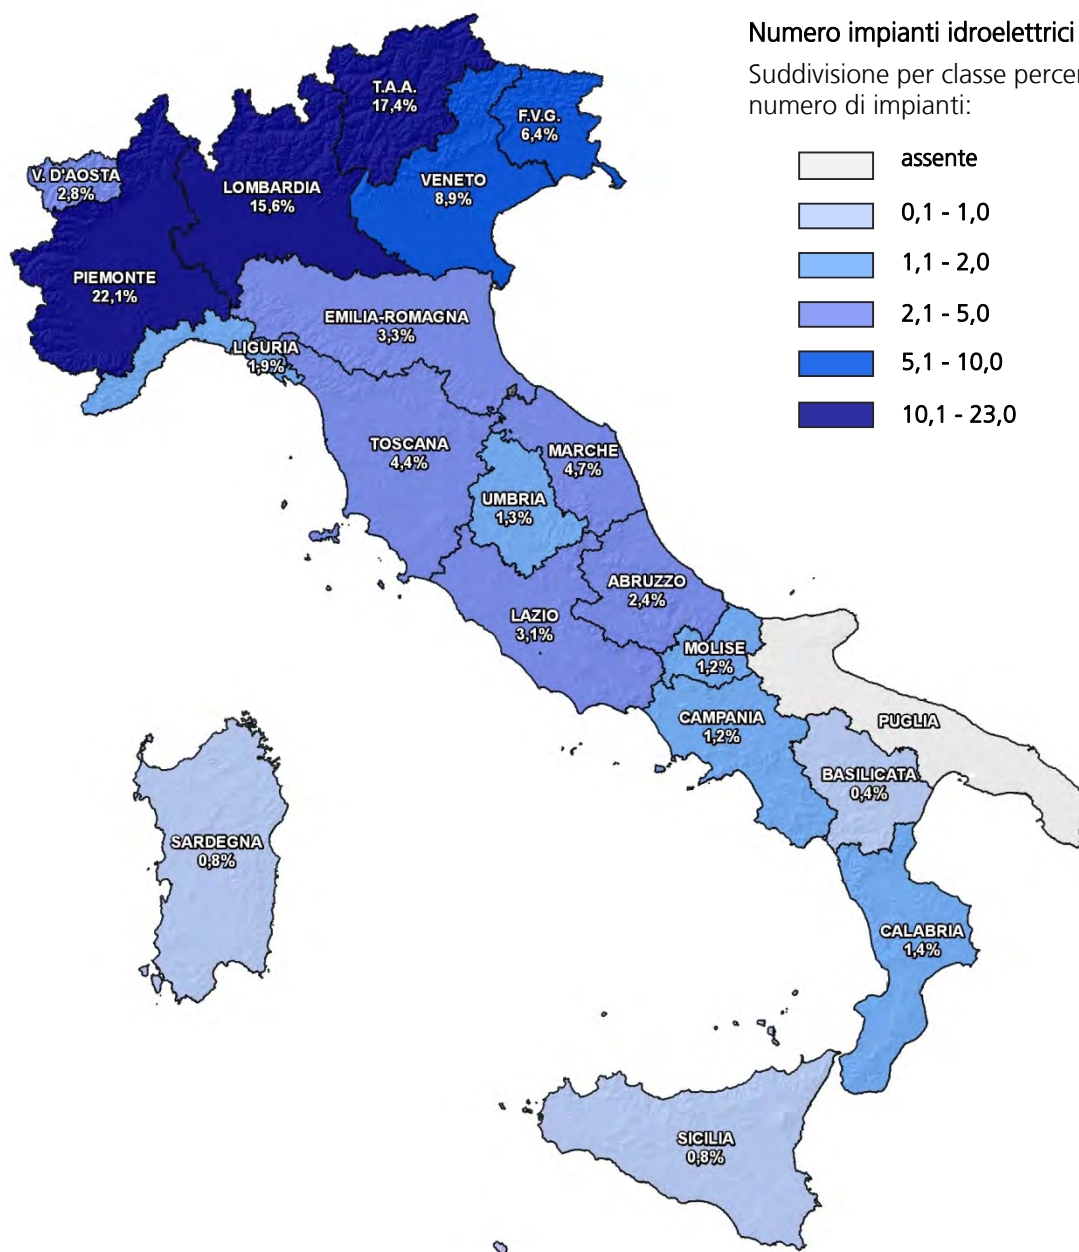 Numero impianti idroelettrici
Suddivisione per classe percen
numero di impianti:
assente
0,1 - 1,0
1,1 - 2,0
2,1 - 5,0
5,1 - 10,0
10,1 - 23,0
T.A.A.
17,4%
F.V.G.
6,4%
V. D'AOSTA
2,8%
LOMBARDIA
15,6%
VENETO
8,9%
PIEMONTE
22,1%
EMILIA-ROMAGNA
3,3%
LIGURIA
1,9%
TOSCANA
4,4%
MARCHE
4,7%
UMBRIA
1,3%
ABRUZZO
2,4%
LAZIO
3,1%
MOLISE
1,2%
CAMPANIA
1,2%
PUGLIA
BASILICATA
0,4%
SARDEGNA
0,8%
CALABRIA
1,4%
SICILIA
0,8%